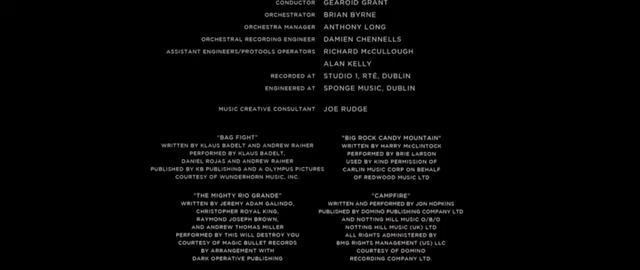 CONDUCTOR GEAROID GRANT
ORCHESTRATOR BRIAN BYRNE
ORCHESTRA MANAGER ANTHONY LONG
ORCHESTRAL RECORDING ENGINEER DAMIEN CHENNELLS
ASSISTANT ENGINEERS/PROTOOLS OPERATORS RICHARD McCULLOUGH
ALAN KELLY
RECORDED AT STUDIO 1, RTÉ, DUBLIN
ENGINEERED AT SPONGE MUSIC, DUBLIN
MUSIC CREATIVE CONSULTANT JOE RUDGE
"BAG FIGHT"
WRITTEN BY KLAUS BADELT AND ANDREW RAIHER
PERFORMED BY KLAUS BADELT,
DANIEL ROJAS AND ANDREW RAIHER
PUBLISHED BY KB PUBLISHING AND A OLYMPUS PICTURES
COURTESY OF WUNDERHORN MUSIC, INC.
"BIG ROCK CANDY MOUNTAIN"
WRITTEN BY HARRY McCLINTOCK
PERFORMED BY BRIE LARSON
USED BY KIND PERMISSION OF
CARLIN MUSIC CORP ON BEHALF
OF REDWOOD MUSIC LTD
"THE MIGHTY RIO GRANDE"
WRITTEN BY JEREMY ADAM GALINDO,
CHRISTOPHER ROYAL KING,
RAYMOND JOSEPH BROWN,
AND ANDREW THOMAS MILLER
PERFORMED BY THIS WILL DESTROY YOU
COURTESY OF MAGIC BULLET RECORDS
BY ARRANGEMENT WITH
DARK OPERATIVE PUBLISHING
"CAMPFIRE"
WRITTEN AND PERFORMED BY JON HOPKINS
PUBLISHED BY DOMINO PUBLISHING COMPANY LTD
AND NOTTING HILL MUSIC O/B/O
NOTTING HILL MUSIC (UK) LTD
ALL RIGHTS ADMINISTERED BY
BMG RIGHTS MANAGEMENT (US) LLC
COURTESY OF DOMINO
RECORDING COMPANY LTD.